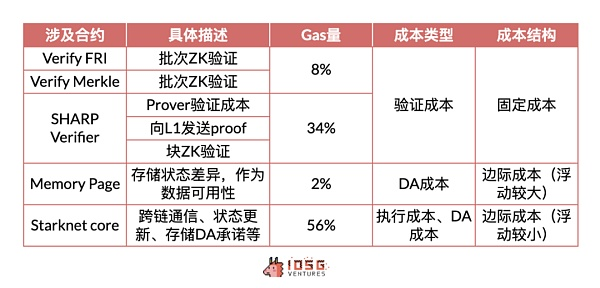 涉及合约 具体描述 Gas量 成本类型 成本结构
Verify FRI 批次ZK验证 8% 验证成本 固定成本
Verify Merkle 批次ZK验证
SHARP Verifier Prover验证成本 34%
向L1发送proof
块ZK验证
Memory Page 存储状态差异，作为 2% DA成本 边际成本（浮
数据可用性 动较大）
Starknet core 跨链通信、状态更 56% 执行成本、DA 边际成本（浮
新、存储DA承诺等 成本 动较小）
IOSG
VENTURES